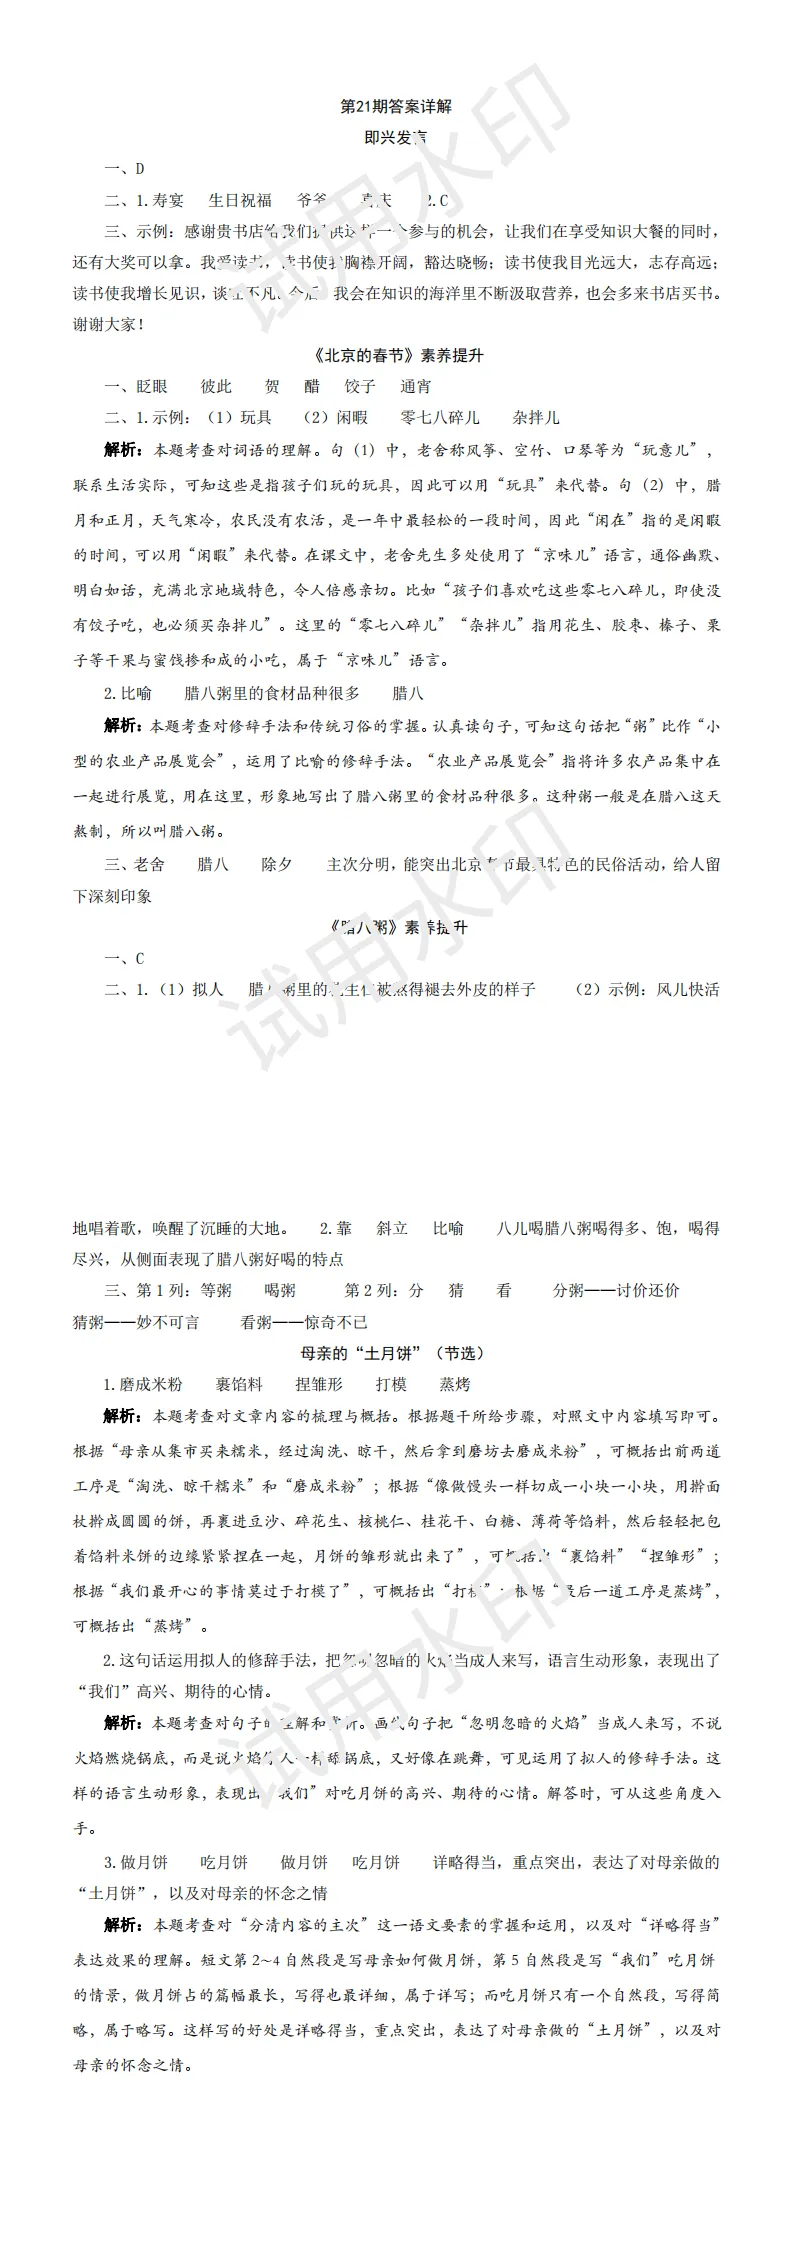 第21期答案详解
即兴发言
一、D
二、1.寿宴 生日祝福 爷爷 喜庆 2.C
三、示例：感谢贵书店给我们提供这样一个参与的机会，让我们在享受知识大餐的同时，
还有大奖可以拿。我爱读书，读书使我胸襟开阔，豁达晓畅；读书使我目光远大，志存高远；
读书使我增长见识，谈吐不凡。今后，我会在知识的海洋里不断汲取营养，也会多来书店买书。
谢谢大家！
《北京的春节》素养提升
一、眨眼 彼此 贺 醋 饺子 通宵
二、1.示例：（1）玩具 （2）闲暇 零七八碎儿 杂拌儿
解析：本题考查对词语的理解。句（1）中，老舍称风筝、空竹、口琴等为“玩意儿”，
联系生活实际，可知这些是指孩子们玩的玩具，因此可以用“玩具”来代替。句（2）中，腊
月和正月，天气寒冷，农民没有农活，是一年中最轻松的一段时间，因此“闲在”指的是闲暇
的时间，可以用“闲暇”来代替。在课文中，老舍先生多处使用了“京味儿”语言，通俗幽默、
明白如话，充满北京地域特色，令人倍感亲切。比如“孩子们喜欢吃这些零七八碎儿，即使没
有饺子吃，也必须买杂拌儿”。这里的“零七八碎儿”“杂拌儿”指用花生、胶枣、榛子、栗
子等干果与蜜饯掺和成的小吃，属于“京味儿”语言。
2.比喻 腊八粥里的食材品种很多 腊八
解析：本题考查对修辞手法和传统习俗的掌握。认真读句子，可知这句话把“粥”比作“小
型的农业产品展览会”，运用了比喻的修辞手法。“农业产品展览会”指将许多农产品集中在
一起进行展览，用在这里，形象地写出了腊八粥里的食材品种很多。这种粥一般是在腊八这天
熬制，所以叫腊八粥。
三、老舍 腊八 除夕 主次分明，能突出北京春节最具特色的民俗活动，给人留
下深刻印象
《腊八粥》素养提升
一、C
二、1.（1）拟人 腊八粥里的花生仁被熬得褪去外皮的样子 （2）示例：风儿快活
地唱着歌，唤醒了沉睡的大地。 2.靠 斜立 比喻 八儿喝腊八粥喝得多、饱，喝得
尽兴，从侧面表现了腊八粥好喝的特点
三、第1列：等粥 喝粥 第2列：分 猜 看 分粥——讨价还价
猜粥——妙不可言 看粥——惊奇不已
母亲的“土月饼”（节选）
1.磨成米粉 裹馅料 捏雏形 打模 蒸烤
解析：本题考查对文章内容的梳理与概括。根据题干所给步骤，对照文中内容填写即可。
根据“母亲从集市买来糯米，经过淘洗、晾干，然后拿到磨坊去磨成米粉”，可概括出前两道
工序是“淘洗、晾干糯米”和“磨成米粉”；根据“像做馒头一样切成一小块一小块，用擀面
杖擀成圆圆的饼，再裹进豆沙、碎花生、核桃仁、桂花干、白糖、薄荷等馅料，然后轻轻把包
着馅料米饼的边缘紧紧捏在一起，月饼的雏形就出来了”，可概括出“裹馅料”“捏雏形”；
根据“我们最开心的事情莫过于打模了”，可概括出“打模”；根据“最后一道工序是蒸烤”，
可概括出“蒸烤”。
2.这句话运用拟人的修辞手法，把忽明忽暗的火焰当成人来写，语言生动形象，表现出了
“我们”高兴、期待的心情。
解析：本题考查对句子的理解和赏析。画线句子把“忽明忽暗的火焰”当成人来写，不说
火焰燃烧锅底，而是说火焰像人一样舔锅底，又好像在跳舞，可见运用了拟人的修辞手法。这
样的语言生动形象，表现出“我们”对吃月饼的高兴、期待的心情。解答时，可从这些角度入
手。
3.做月饼 吃月饼 做月饼 吃月饼 详略得当，重点突出，表达了对母亲做的
“土月饼”，以及对母亲的怀念之情
解析：本题考查对“分清内容的主次”这一语文要素的掌握和运用，以及对“详略得当”
表达效果的理解。短文第2~4自然段是写母亲如何做月饼，第5自然段是写“我们”吃月饼
的情景，做月饼占的篇幅最长，写得也最详细，属于详写；而吃月饼只有一个自然段，写得简
略，属于略写。这样写的好处是详略得当，重点突出，表达了对母亲做的“土月饼”，以及对
母亲的怀念之情。
试用水印
试用水印
试用水印